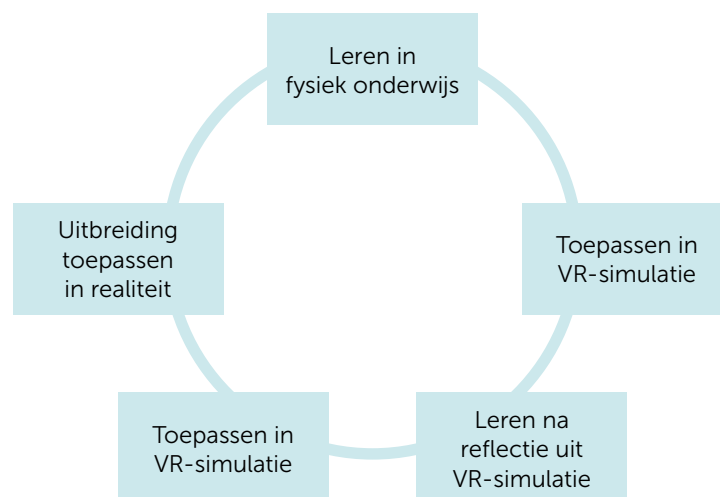 Leren in
fysiek onderwijs
Toepassen in
VR-simulatie
Leren na
reflectie uit
VR-simulatie
Toepassen in
VR-simulatie
Uitbreiding
toepassen
in realiteit